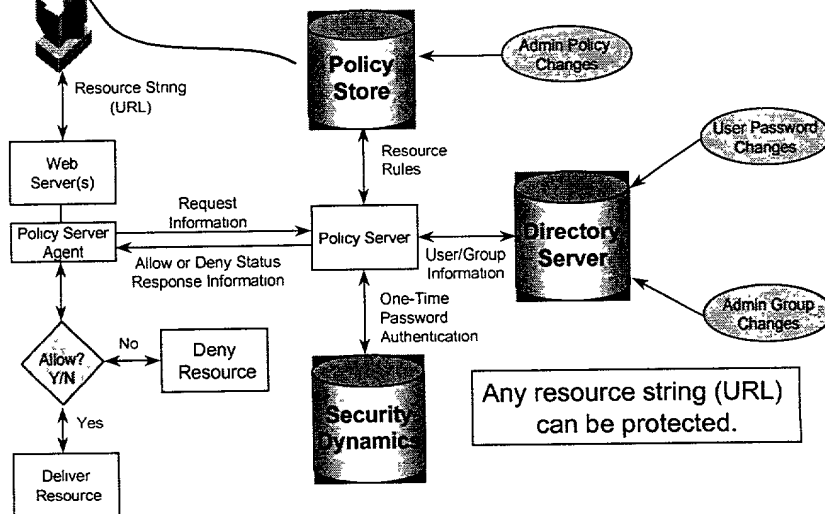 Policy
Store
Admin Policy
Changes
Resource String
(URL)
User Password
Changes
Web
Server(s)
Resource
Rules
Request
Information
Policy Server
Agent
Policy Server
Directory
Server
Allow or Deny Status
Response Information
User/Group
Information
One-Time
Password
Authentication
Admin Group
Changes
Allow?
Y/N
No
Deny
Resource
Security
Dynamics
Any resource string (URL)
can be protected.
Yes
Deliver
Resource